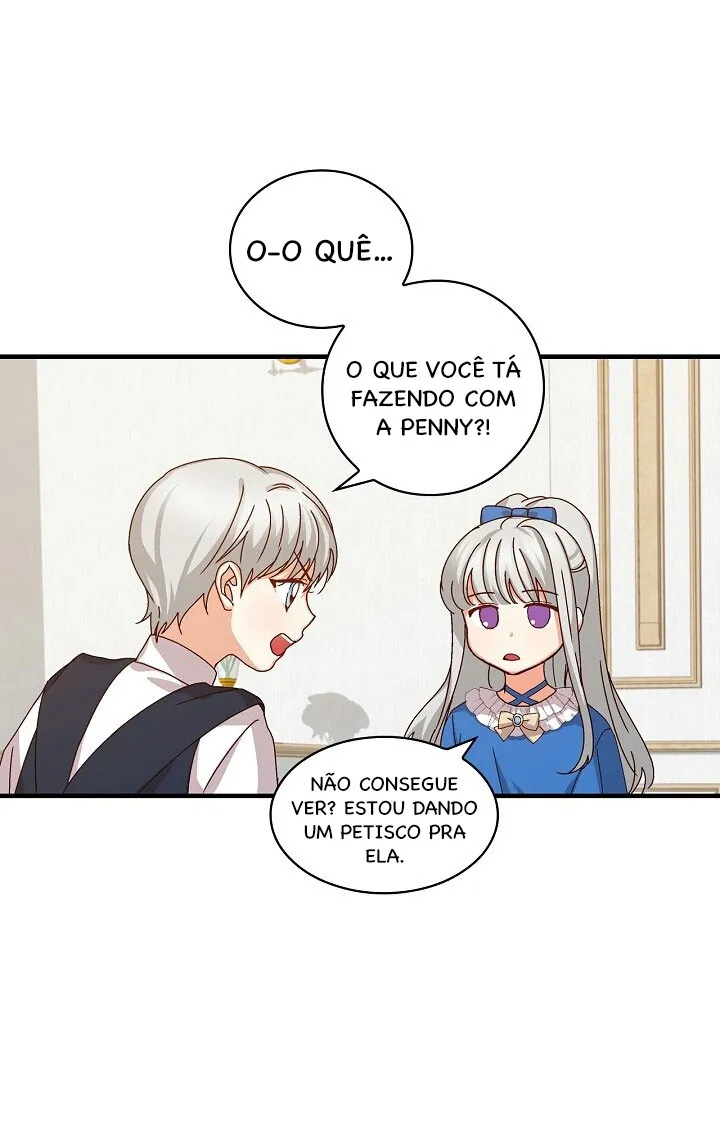 O-O QUÊ...
O QUE VOCÊ TÁ
FAZENDO COM
A PENNY?!
NÃO CONSEGUE
VER? ESTOU DANDO
UM PETISCO PRA
ELA.